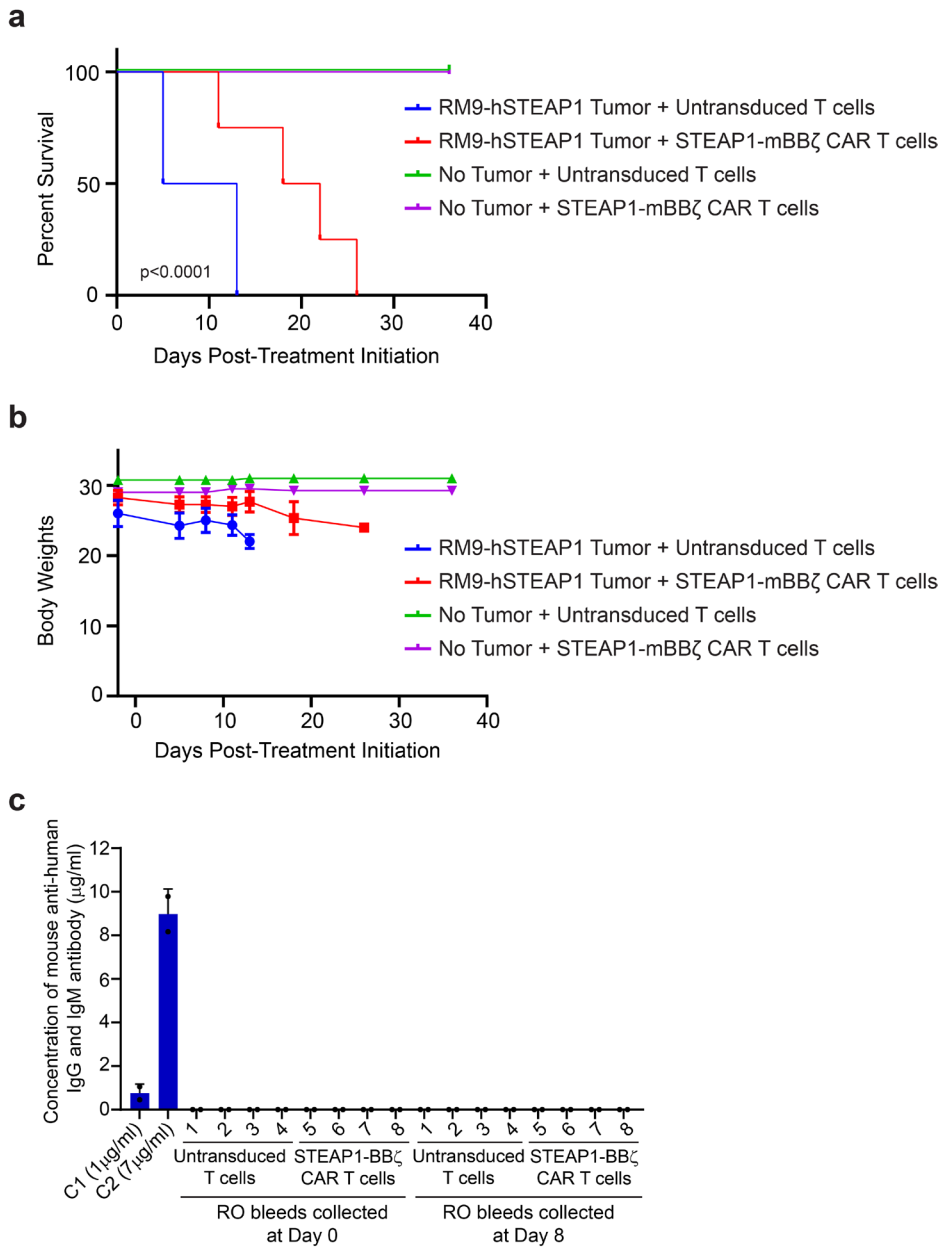 a
Percent Survival
100
50
0
p<0.0001
0 10 20 30 40
Days Post-Treatment Initiation
RM9-hSTEAP1 Tumor + Untransduced T cells
RM9-hSTEAP1 Tumor + STEAP1-mBBζ CAR T cells
No Tumor + Untransduced T cells
No Tumor + STEAP1-mBBζ CAR T cells
b
Body Weights
30
20
10
0
0 10 20 30 40
Days Post-Treatment Initiation
RM9-hSTEAP1 Tumor + Untransduced T cells
RM9-hSTEAP1 Tumor + STEAP1-mBBζ CAR T cells
No Tumor + Untransduced T cells
No Tumor + STEAP1-mBBζ CAR T cells
c
Concentration of mouse anti-human
IgG and IgM antibody (μg/ml)
12
10
8
6
4
2
0
C1 (1μg/ml)
C2 (7μg/ml)
1 2 3 4 5 6 7 8 1 2 3 4 5 6 7 8
Untransduced STEAP1-BBζ Untransduced STEAP1-BBζ
T cells CAR T cells T cells CAR T cells
RO bleeds collected RO bleeds collected
at Day 0 at Day 8